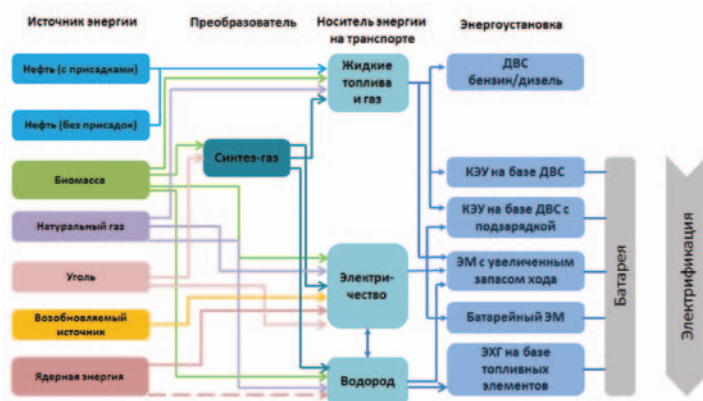 Источник энергии
Преобразователь
Носитель энергии
на транспорте
Энергоустановка
Нефть (с присадками)
Нефть (без присадок)
Биомасса
Натуральный газ
Уголь
Возобновляемый
источник
Ядерная энергия
Синтез-газ
Жидкие
топлива
и газ
Электри-
чество
Водород
ДВС
бензин/дизель
КЭУ на базе ДВС
КЭУ на базе ДВС с
подзарядкой
ЭМ с увеличенным
запасом хода
Батарейный ЭМ
ЭХГ на базе
топливных
элементов
Батарея
Электрификация